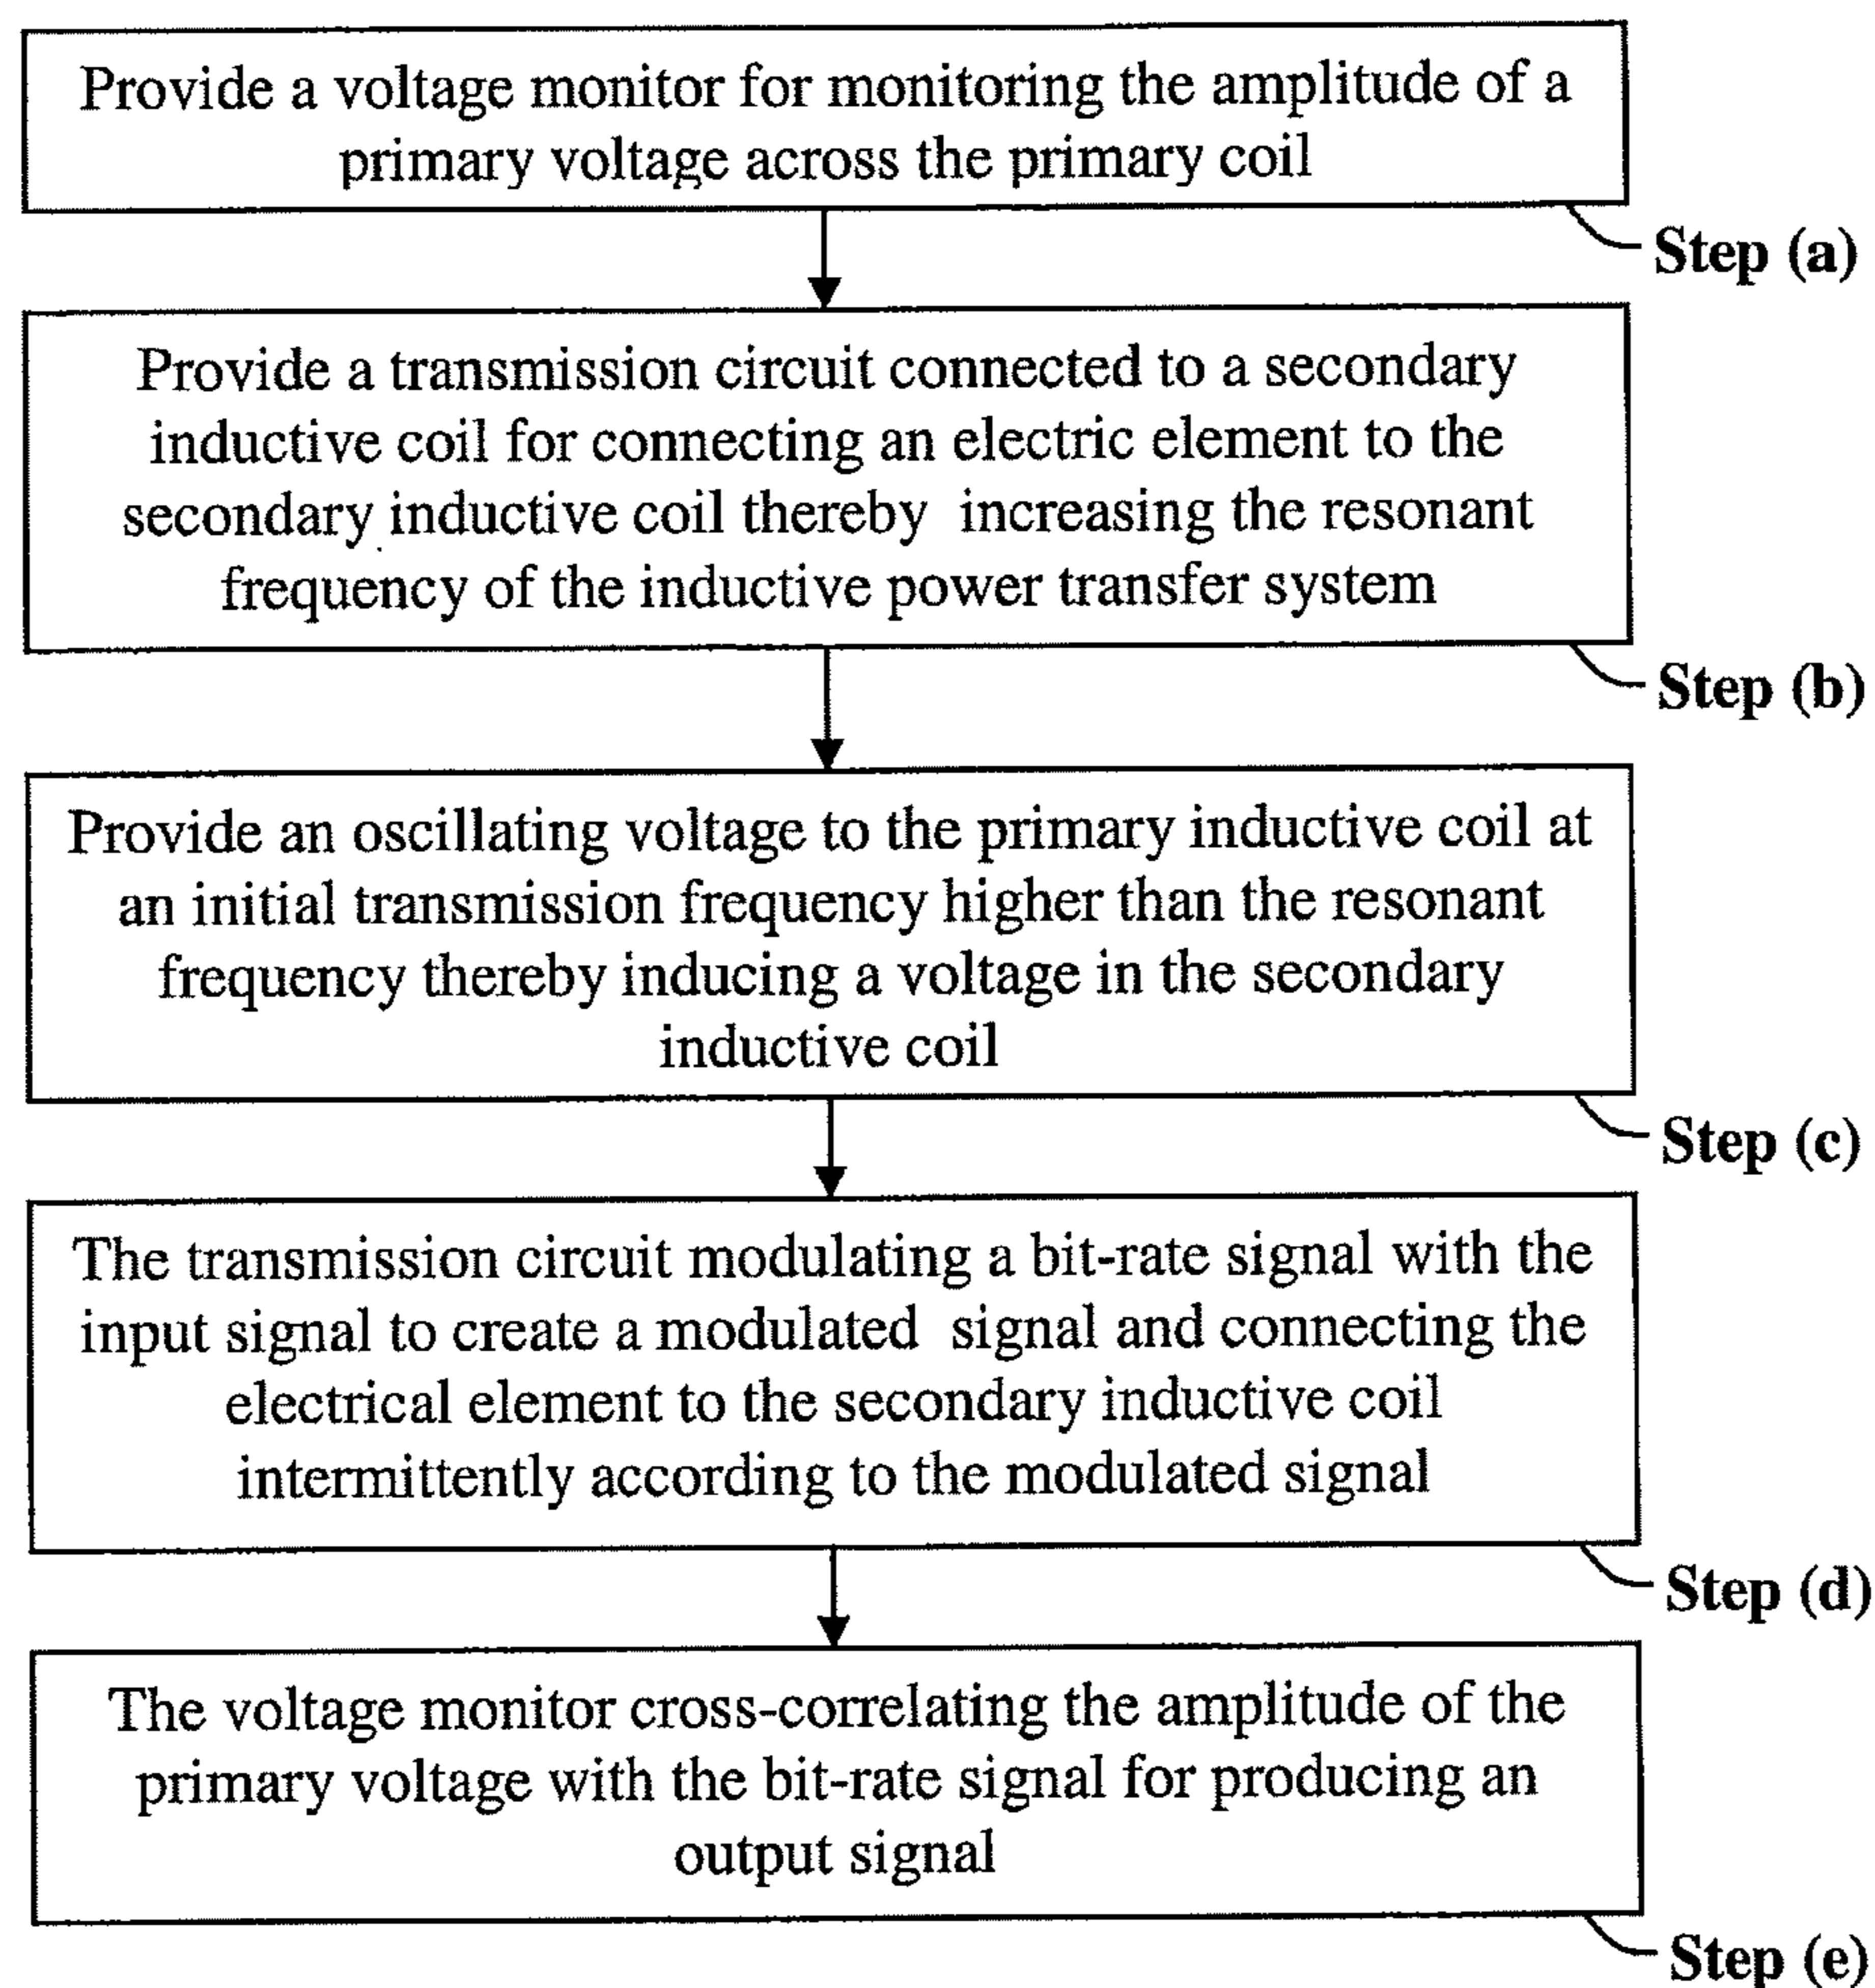 Provide a voltage monitor for monitoring the amplitude of a
primary voltage across the primary coil
Step (a)
Provide a transmission circuit connected to a secondary
inductive coil for connecting an electric element to the
secondary inductive coil thereby increasing the resonant
frequency of the inductive power transfer system
Step (b)
Provide an oscillating voltage to the primary inductive coil at
an initial transmission frequency higher than the resonant
frequency thereby inducing a voltage in the secondary
inductive coil
Step (c)
The transmission circuit modulating a bit-rate signal with the
input signal to create a modulated signal and connecting the
electrical element to the secondary inductive coil
intermittently according to the modulated signal
Step (d)
The voltage monitor cross-correlating the amplitude of the
primary voltage with the bit-rate signal for producing an
output signal
Step (e)